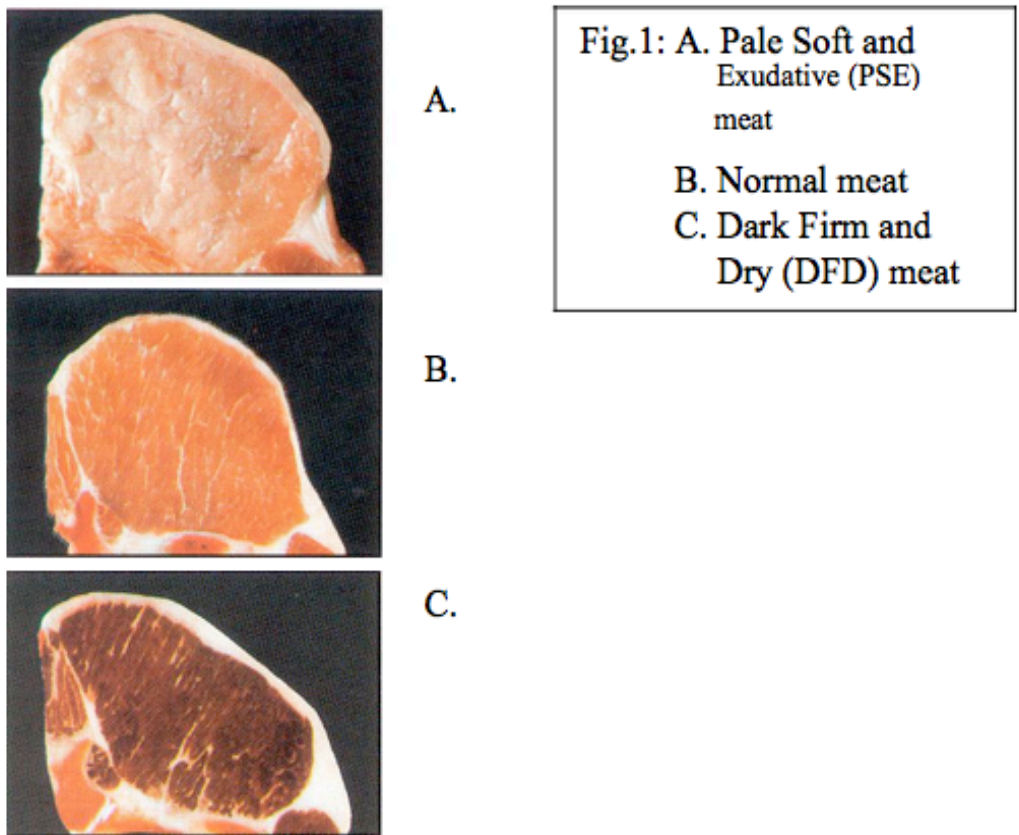 A.
Fig.1: A. Pale Soft and
Exudative (PSE)
meat
B. Normal meat
C. Dark Firm and
Dry (DFD) meat
B.
C.